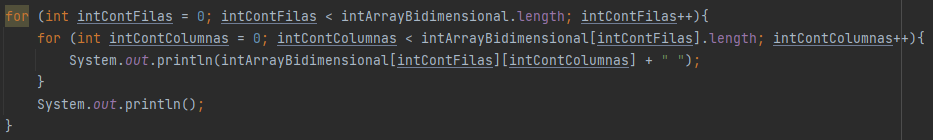 for (int intContFilas = 0; intContFilas < intArrayBidimensional.length; intContFilas++){
    for (int intContColumnas = 0; intContColumnas < intArrayBidimensional[intContFilas].length; intContColumnas++){
        System.out.println(intArrayBidimensional[intContFilas][intContColumnas] + " ");
    }
    System.out.println();
}